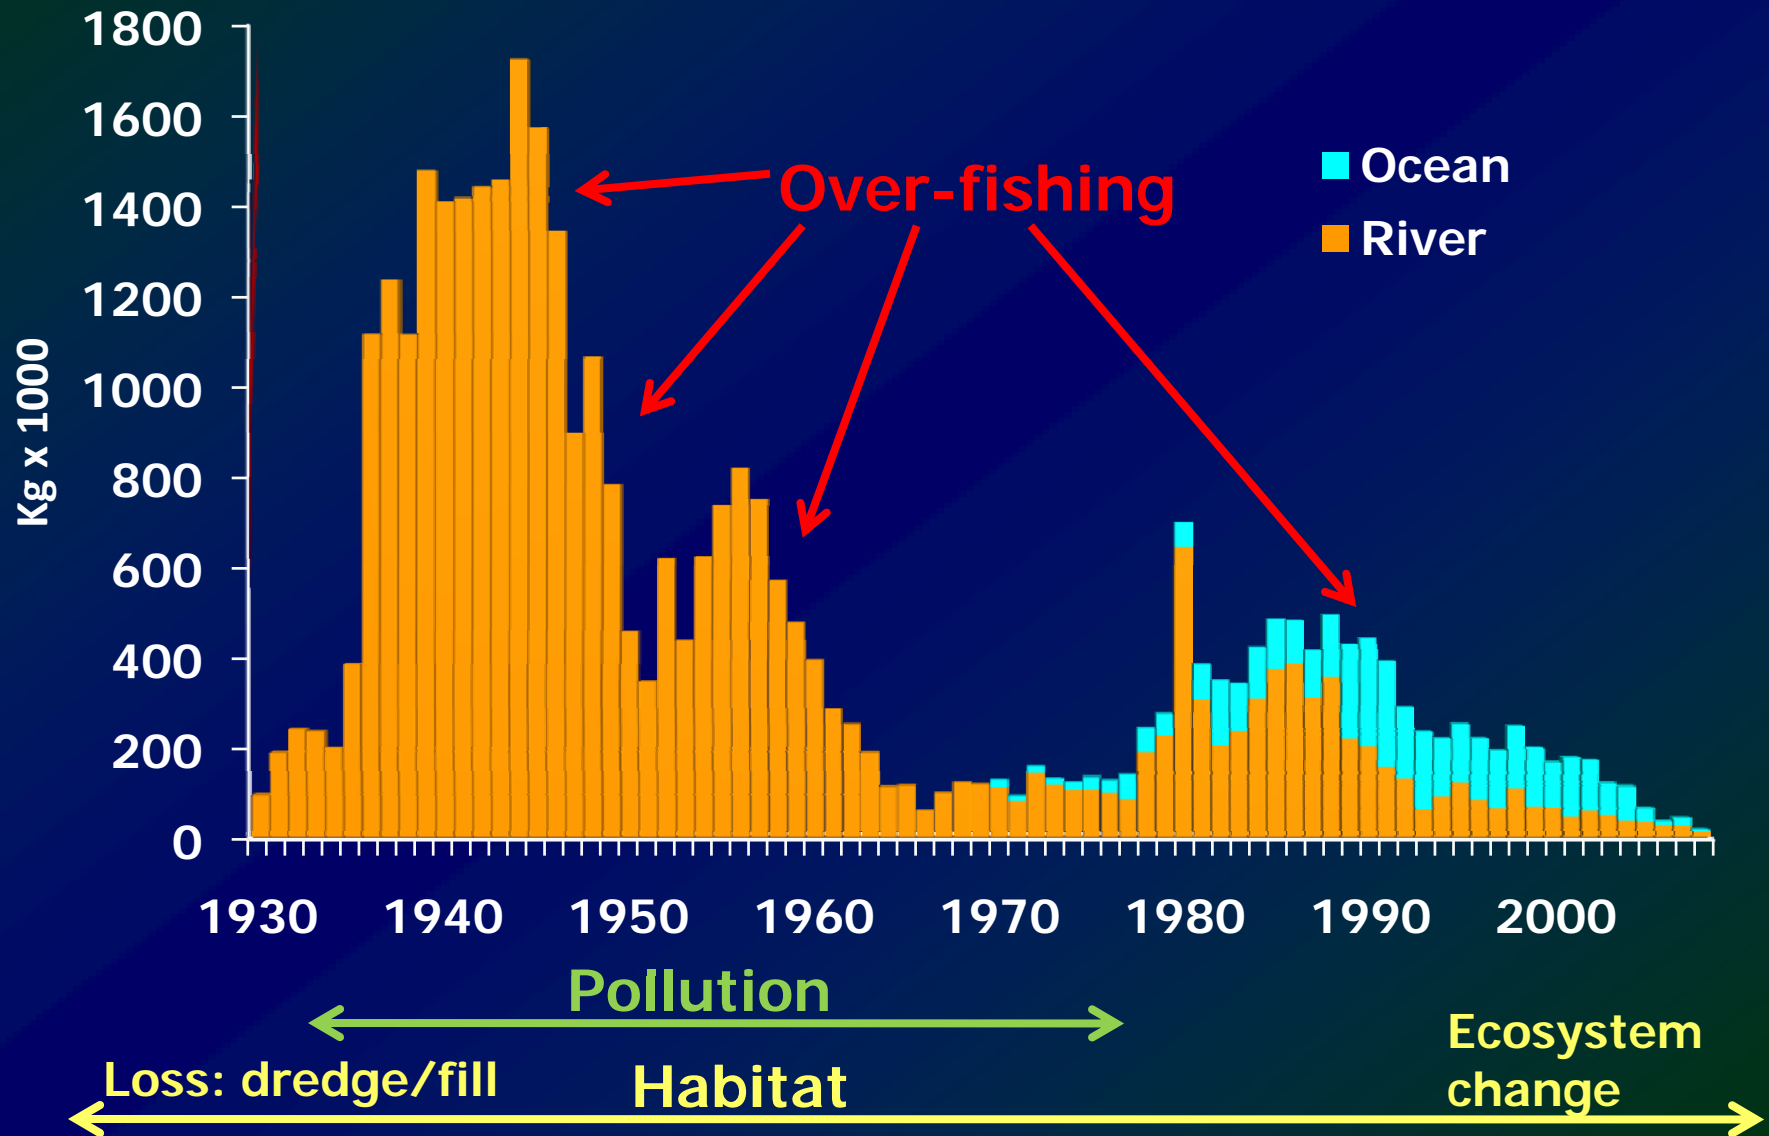 1800
1600
1400
1200
1000
800
600
400
200
0
Kg x 1000
Over-fishing
Ocean
River
1930 1940 1950 1960 1970 1980 1990 2000
Pollution
Loss: dredge/fill
Habitat
Ecosystem
change